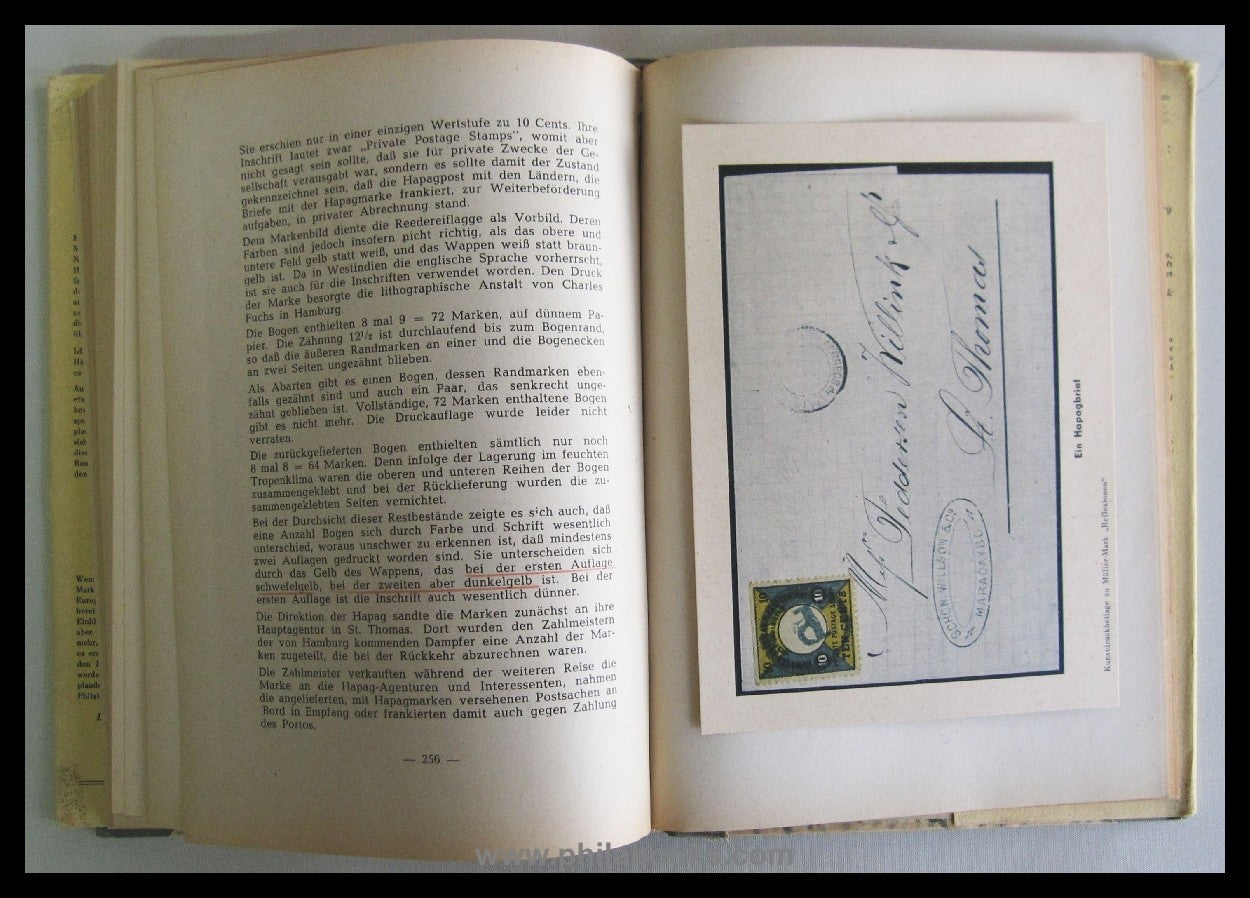 Sie erschien nur in einer einzigen Wertstufe zu 10 Cents. Ihre
Inschrift lautet zwar „Private Postage Stamps", womit aber
nicht gesagt sein sollte, daß sie für private Zwecke der Ge-
sellschaft verausgabt war, sondern es sollte damit der Zustand
gekennzeichnet sein, daß die Hapagpost mit den Ländern, die
Briefe mit der Hapagmarke frankiert, zur Weiterbeförderung
aufgaben, in privater Abrechnung stand.
Dem Markenbild diente die Reedereiflagge als Vorbild. Deren
Farben sind jedoch insofern nicht richtig, als das obere und
untere Feld gelb statt weiß, und das Wappen weiß statt braun-
gelb ist. Da in Westindien die englische Sprache vorherrscht,
ist sie auch für die Inschriften verwendet worden. Den Druck
der Marke besorgte die lithographische Anstalt von Charles
Fuchs in Hamburg.
Die Bogen enthielten 8 mal 9 = 72 Marken, auf dünnem Pa-
pier. Die Zähnung 12½ ist durchlaufend bis zum Bogenrand,
so daß die äußeren Randmarken an einer und die Bogenecken
an zwei Seiten ungezähnt blieben.
Als Abarten gibt es einen Bogen, dessen Randmarken eben-
falls gezähnt sind und auch ein Paar, das senkrecht unge-
zähnt geblieben ist. Vollständige, 72 Marken enthaltene Bogen
gibt es nicht mehr. Die Druckauflage wurde leider nicht
verraten.
Die zurückgelieferten Bogen enthielten sämtlich nur noch
8 mal 8 = 64 Marken. Denn infolge der Lagerung im feuchten
Tropenklima waren die oberen und unteren Reihen der Bogen
zusammengeklebt und bei der Rücklieferung wurden die zu-
sammengeklebten Seiten vernichtet.
Bei der Durchsicht dieser Restbestände zeigte es sich auch, daß
eine Anzahl Bogen sich durch Farbe und Schrift wesentlich
unterschied, woraus unschwer zu erkennen ist, daß mindestens
zwei Auflagen gedruckt worden sind. Sie unterscheiden sich
durch das Gelb des Wappens, das bei der ersten Auflage
schwefelgelb, bei der zweiten aber dunkelgelb ist. Bei der
ersten Auflage ist die Inschrift auch wesentlich dünner.
Die Direktion der Hapag sandte die Marken zunächst an ihre
Hauptagentur in St. Thomas. Dort wurden den Zahlmeistern
der von Hamburg kommenden Dampfer eine Anzahl der Mar-
ken zugeteilt, die bei der Rückkehr abzurechnen waren.
Die Zahlmeister verkauften während der weiteren Reise die
Marke an die Hapag-Agenturen und Interessenten, nahmen
die angelieferten, mit Hapagmarken versehenen Postsachen an
Bord in Empfang oder frankierten damit auch gegen Zahlung
des Portos.
— 256 —
St Thomas
SCHÖN WILLSON & Co
MARACAIBO
10
TEN CENTS
Ein Hapagbrief
Kunstdruckbeilage zu Müller-Mark „Reflexionen"
www.philabooks.com